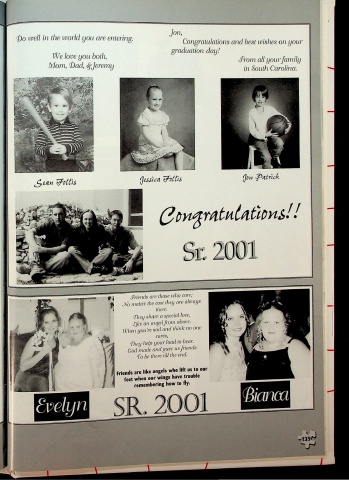 Do well in the world you are entering.
We love you both,
Mom, Dad, & Jeremy
Jon,
Congratulations and best wishes on your
graduation day!
From all your family
in South Carolina.
Sean Follis
Jessica Follis
Jon Patrick
Congratulations!!
Sr. 2001
Friends are those who care;
No matter the cost they are always
there.
They share a special love,
Like an angel from above.
When you're sad and think no one
cares,
They help your load to bear.
God made and gave us friends
To be there till the end.
Friends are like angels who lift us to our
feet when our wings have trouble
remembering how to fly.
Evelyn
SR. 2001
Bianca